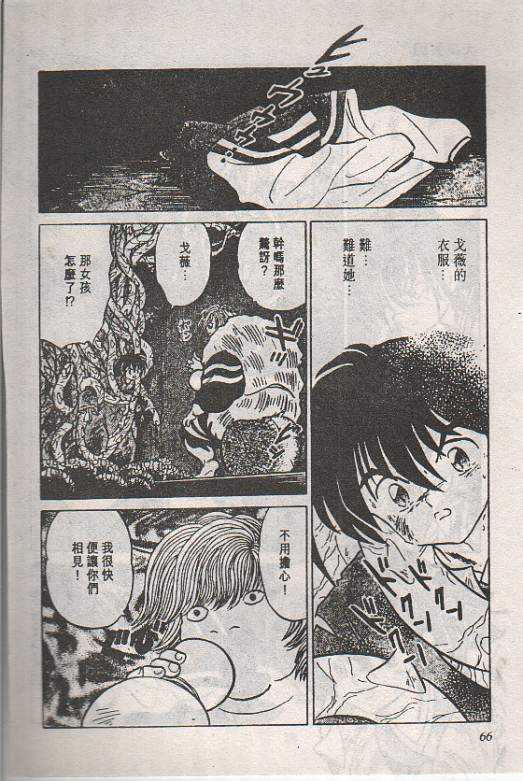 戈薇的
衣服…
難…
難道她…
幹嗎那麼
驚訝？
戈薇…
那女孩
怎麼了!?
不用擔心！
我很快
便讓你們
相見！
66